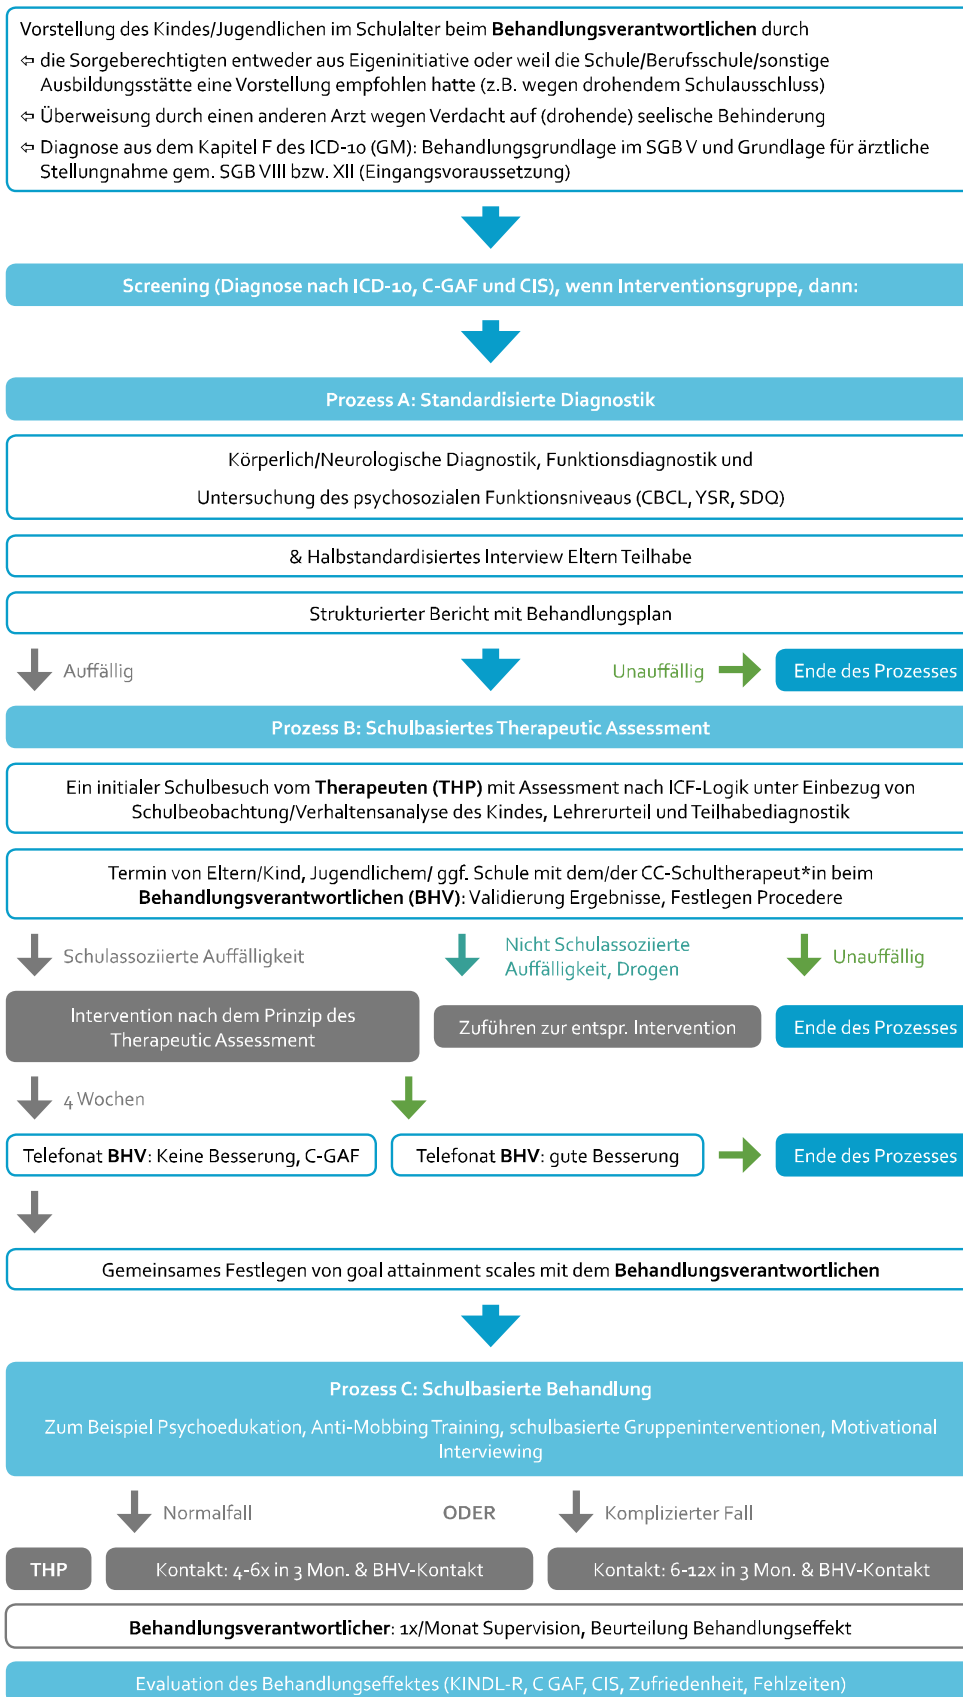 Vorstellung des Kindes/Jugendlichen im Schulalter beim Behandlungsverantwortlichen durch
⇦ die Sorgeberechtigten entweder aus Eigeninitiative oder weil die Schule/Berufsschule/sonstige
Ausbildungsstätte eine Vorstellung empfohlen hatte (z.B. wegen drohendem Schulausschluss)
⇦ Überweisung durch einen anderen Arzt wegen Verdacht auf (drohende) seelische Behinderung
⇦ Diagnose aus dem Kapitel F des ICD-10 (GM): Behandlungsgrundlage im SGB V und Grundlage für ärztliche
Stellungnahme gem. SGB VIII bzw. XII (Eingangsvoraussetzung)
Screening (Diagnose nach ICD-10, C-GAF und CIS), wenn Interventionsgruppe, dann:
Prozess A: Standardisierte Diagnostik
Körperlich/Neurologische Diagnostik, Funktionsdiagnostik und
Untersuchung des psychosozialen Funktionsniveaus (CBCL, YSR, SDQ)
& Halbstandardisiertes Interview Eltern Teilhabe
Strukturierter Bericht mit Behandlungsplan
Auffällig
Unauffällig
Ende des Prozesses
Prozess B: Schulbasiertes Therapeutic Assessment
Ein initialer Schulbesuch vom Therapeuten (THP) mit Assessment nach ICF-Logik unter Einbezug von
Schulbeobachtung/Verhaltensanalyse des Kindes, Lehrerurteil und Teilhabediagnostik
Termin von Eltern/Kind, Jugendlichem/ ggf. Schule mit dem/der CC-Schultherapeut*in beim
Behandlungsverantwortlichen (BHV): Validierung Ergebnisse, Festlegen Procedere
Schulassoziierte Auffälligkeit
Nicht Schulassoziierte
Auffälligkeit, Drogen
Unauffällig
Intervention nach dem Prinzip des
Therapeutic Assessment
Zuführen zur entspr. Intervention
Ende des Prozesses
4 Wochen
Telefonat BHV: Keine Besserung, C-GAF
Telefonat BHV: gute Besserung
Ende des Prozesses
Gemeinsames Festlegen von goal attainment scales mit dem Behandlungsverantwortlichen
Prozess C: Schulbasierte Behandlung
Zum Beispiel Psychoedukation, Anti-Mobbing Training, schulbasierte Gruppeninterventionen, Motivational
Interviewing
Normalfall
ODER
Komplizierter Fall
THP
Kontakt: 4-6x in 3 Mon. & BHV-Kontakt
Kontakt: 6-12x in 3 Mon. & BHV-Kontakt
Behandlungsverantwortlicher: 1x/Monat Supervision, Beurteilung Behandlungseffekt
Evaluation des Behandlungseffektes (KINDL-R, C GAF, CIS, Zufriedenheit, Fehlzeiten)